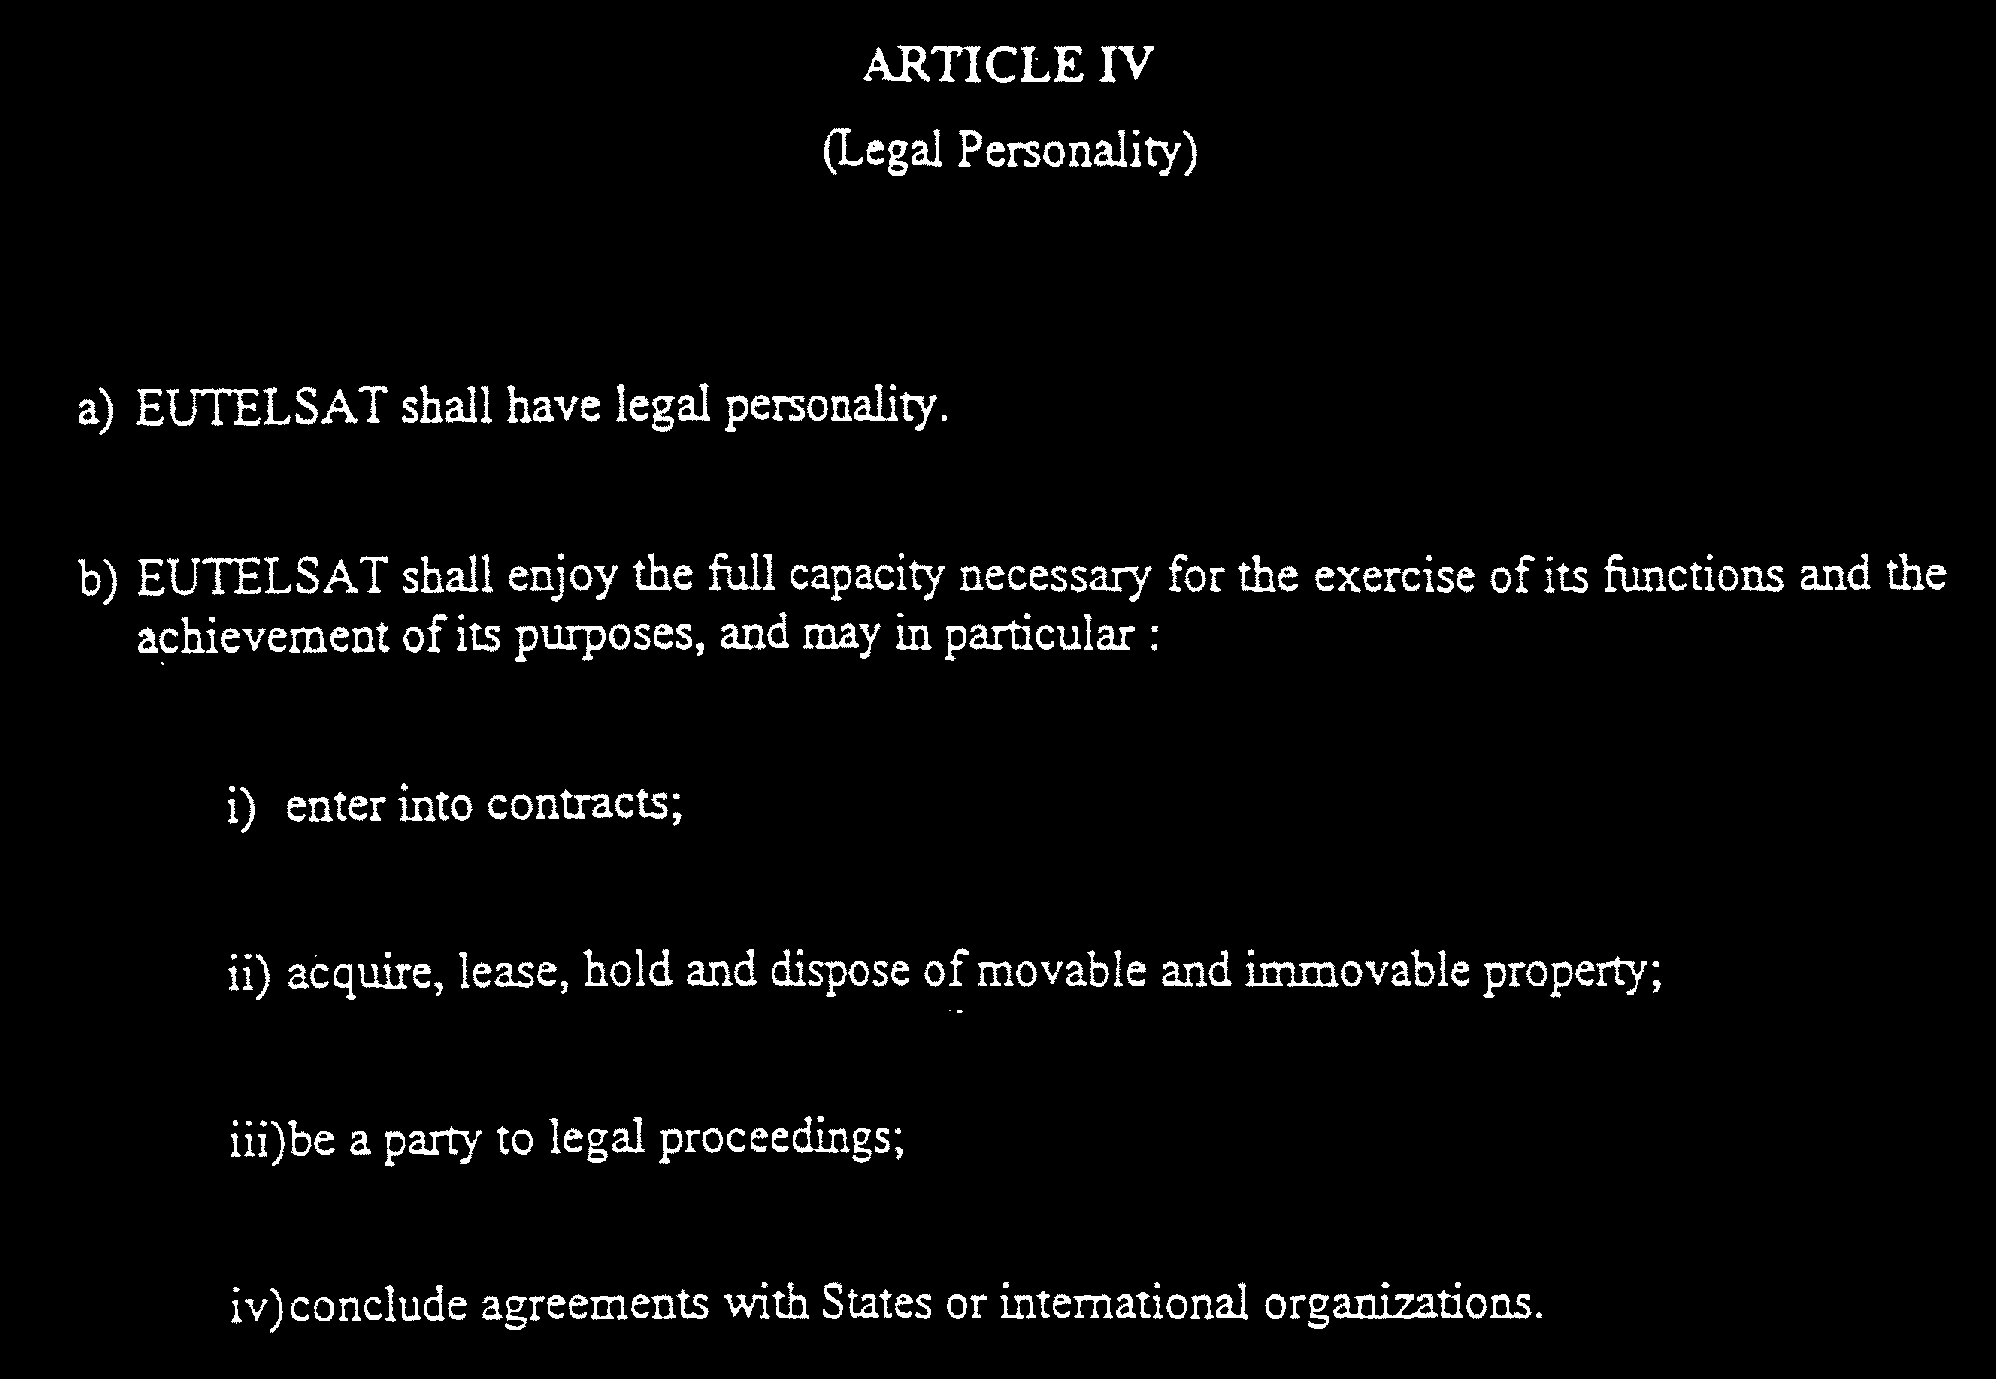 ARTICLE IV
(Legal Personality)
a) EUTELSAT shall have legal personality.
b) EUTELSAT shall enjoy the full capacity necessary for the exercise of its functions and the
achievement of its purposes, and may in particular :
i) enter into contracts;
ii) acquire, lease, hold and dispose of movable and immovable property;
iii)be a party to legal proceedings;
iv)conclude agreements with States or international organizations.